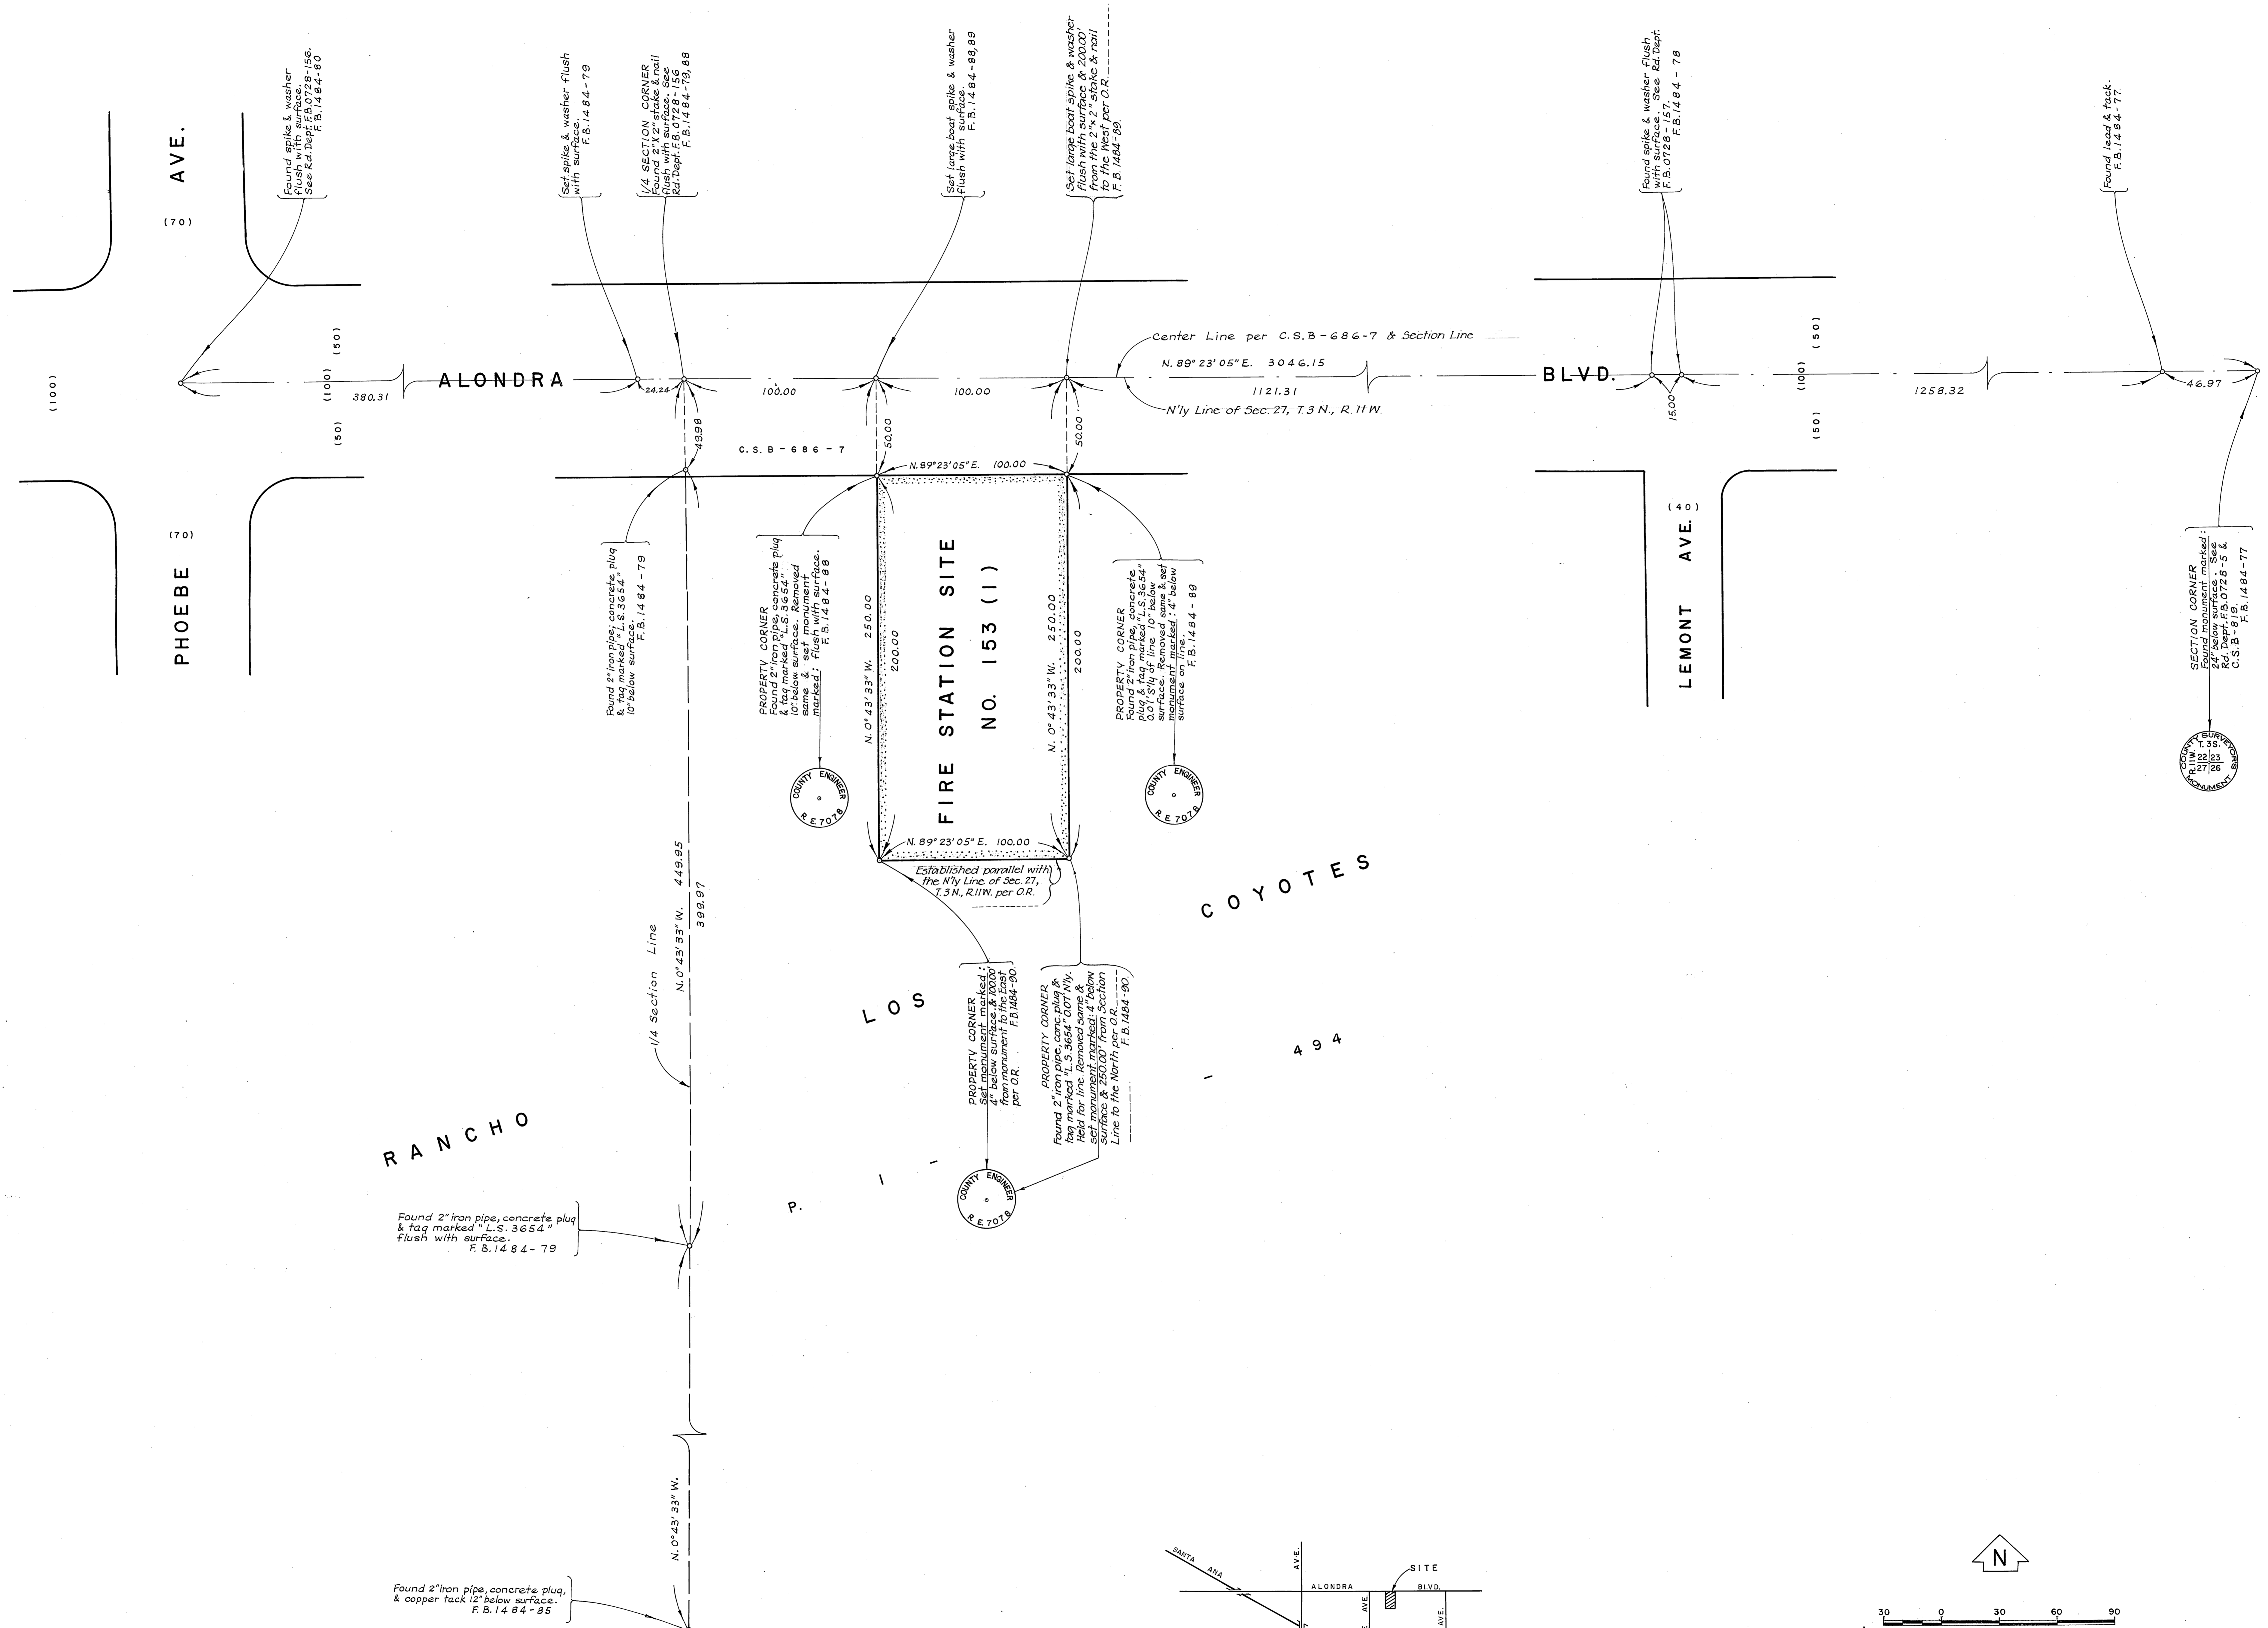 Found spike & washer
flush with surface.
See Rd. Dept. F.B. 0728-156.
F.B. 1484-80
Set spike & washer flush
with surface.
F.B. 1484-79
1/4 SECTION CORNER
Found 2"X2" stake & nail
flush with surface. See
Rd. Dept. F.B. 0728-156
F.B. 1484-79, 88
Set large boat spike & washer
flush with surface.
F.B. 1484-88,89
Set large boat spike & washer
flush with surface & 200.00'
from the 2"x2" stake & nail
to the West per O.R.
F.B. 1484-89.
Found spike & washer flush
with surface. See Rd. Dept.
F.B. 0728-157.
F.B. 1484-78
Found lead & tack.
F.B. 1484-77.
AVE.
(70)
(100)
(50)
(100)
(50)
380.31
ALONDRA
24.24
100.00
100.00
Center Line per C.S.B-686-7 & Section Line
N. 89° 23' 05" E. 3046.15
1121.31
N'ly Line of Sec. 27, T. 3 N., R. 11 W.
BLVD.
15.00
(50)
(100)
(50)
1258.32
46.97
49.98
C.S.B-686-7
50.00
50.00
N. 89° 23' 05" E. 100.00
(70)
PHOEBE
Found 2" iron pipe, concrete plug
& tag marked "L.S. 3654"
10" below surface.
F.B. 1484-79
PROPERTY CORNER
Found 2" iron pipe, concrete plug
& tag marked "L.S. 3654"
10" below surface. Removed
same & set monument
marked: flush with surface.
F.B. 1484-88
COUNTY ENGINEER
R E 7078
N. 0° 43' 33" W. 250.00
200.00
FIRE STATION SITE
NO. 153 (1)
N. 0° 43' 33" W. 250.00
200.00
PROPERTY CORNER
Found 2" iron pipe, concrete
plug & tag marked "L.S. 3654"
0.01' S'ly of line 10" below
surface. Removed same & set
monument marked: 4" below
surface on line.
F.B. 1484-89
COUNTY ENGINEER
R E 7078
(40)
LEMONT AVE.
SECTION CORNER
Found monument marked:
24" below surface. See
Rd. Dept. F.B. 0728-5 &
C.S.B-819.
F.B. 1484-77
COUNTY SURVEYORS
T. 3 S.
R. 11 W.
22 23
27 26
MONUMENT
N. 89° 23' 05" E. 100.00
Established parallel with
the N'ly Line of Sec. 27,
T. 3 N., R. 11 W. per O.R.
N. 0° 43' 33" W. 449.95
399.97
1/4 Section Line
RANCHO LOS COYOTES
P. 1 - - 494
PROPERTY CORNER
Set monument marked:
4" below surface & 100.00'
from monument to the East
per O.R.
F.B. 1484-90.
PROPERTY CORNER
Found 2" iron pipe, conc. plug &
tag marked "L.S. 3654" 0.01' N'ly.
Held for line. Removed same &
set monument marked: 4" below
surface & 250.00' from Section
Line to the North per O.R.
F.B. 1484-90.
COUNTY ENGINEER
R E 7078
Found 2" iron pipe, concrete plug
& tag marked "L.S. 3654"
flush with surface.
F.B. 1484-79
N. 0° 43' 33" W.
Found 2" iron pipe, concrete plug,
& copper tack 12" below surface.
F.B. 1484-85
SANTA ANA
AVE.
ALONDRA BLVD.
SITE
AVE.
AVE.
N
30 0 30 60 90